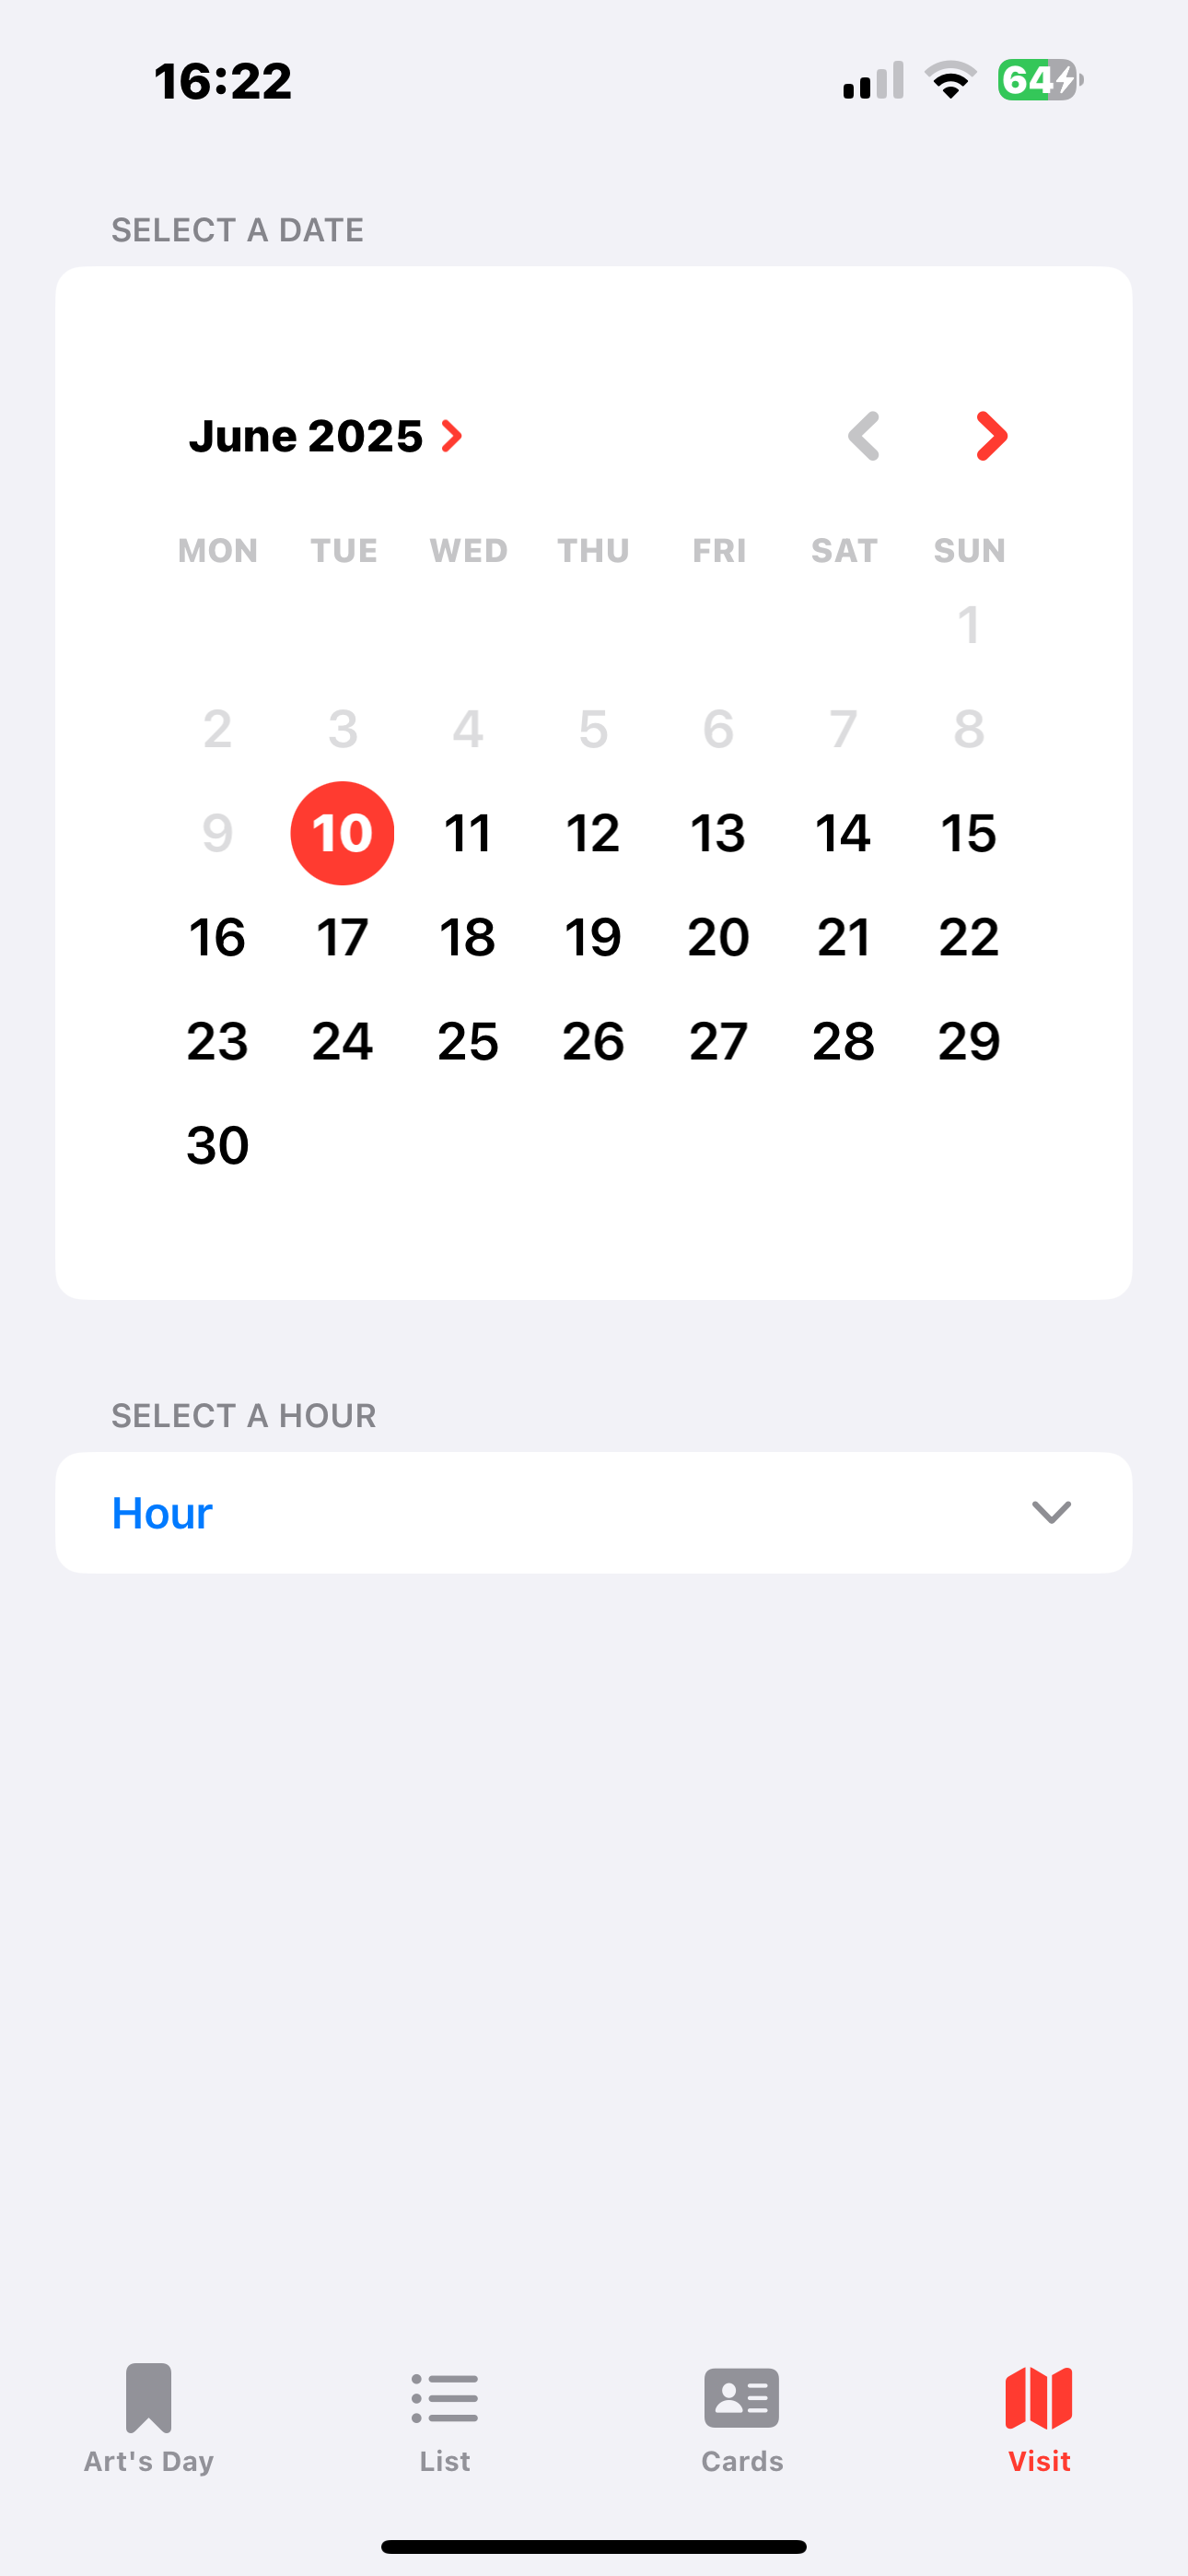 16:22
64
SELECT A DATE
June 2025
MON TUE WED THU FRI SAT SUN
1
2 3 4 5 6 7 8
9 10 11 12 13 14 15
16 17 18 19 20 21 22
23 24 25 26 27 28 29
30
SELECT A HOUR
Hour
Art's Day List Cards Visit